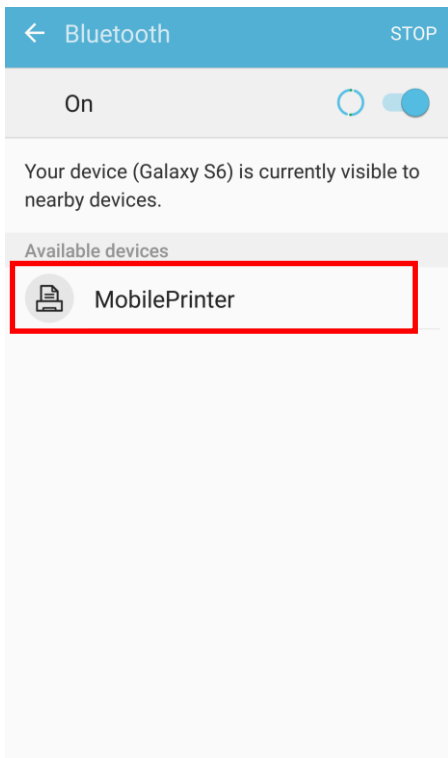 Bluetooth STOP
On
Your device (Galaxy S6) is currently visible to
nearby devices.
Available devices
MobilePrinter